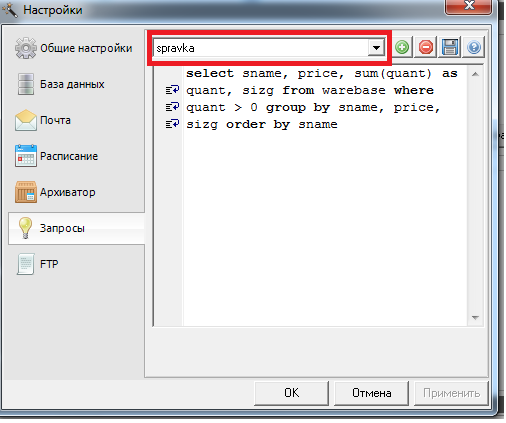 Настройки
Общие настройки
База данных
Почта
Расписание
Архиватор
Запросы
FTP
spravka
select sname, price, sum(quant) as
quant, sizg from warebase where
quant > 0 group by sname, price,
sizg order by sname
OK
Отмена
Применить